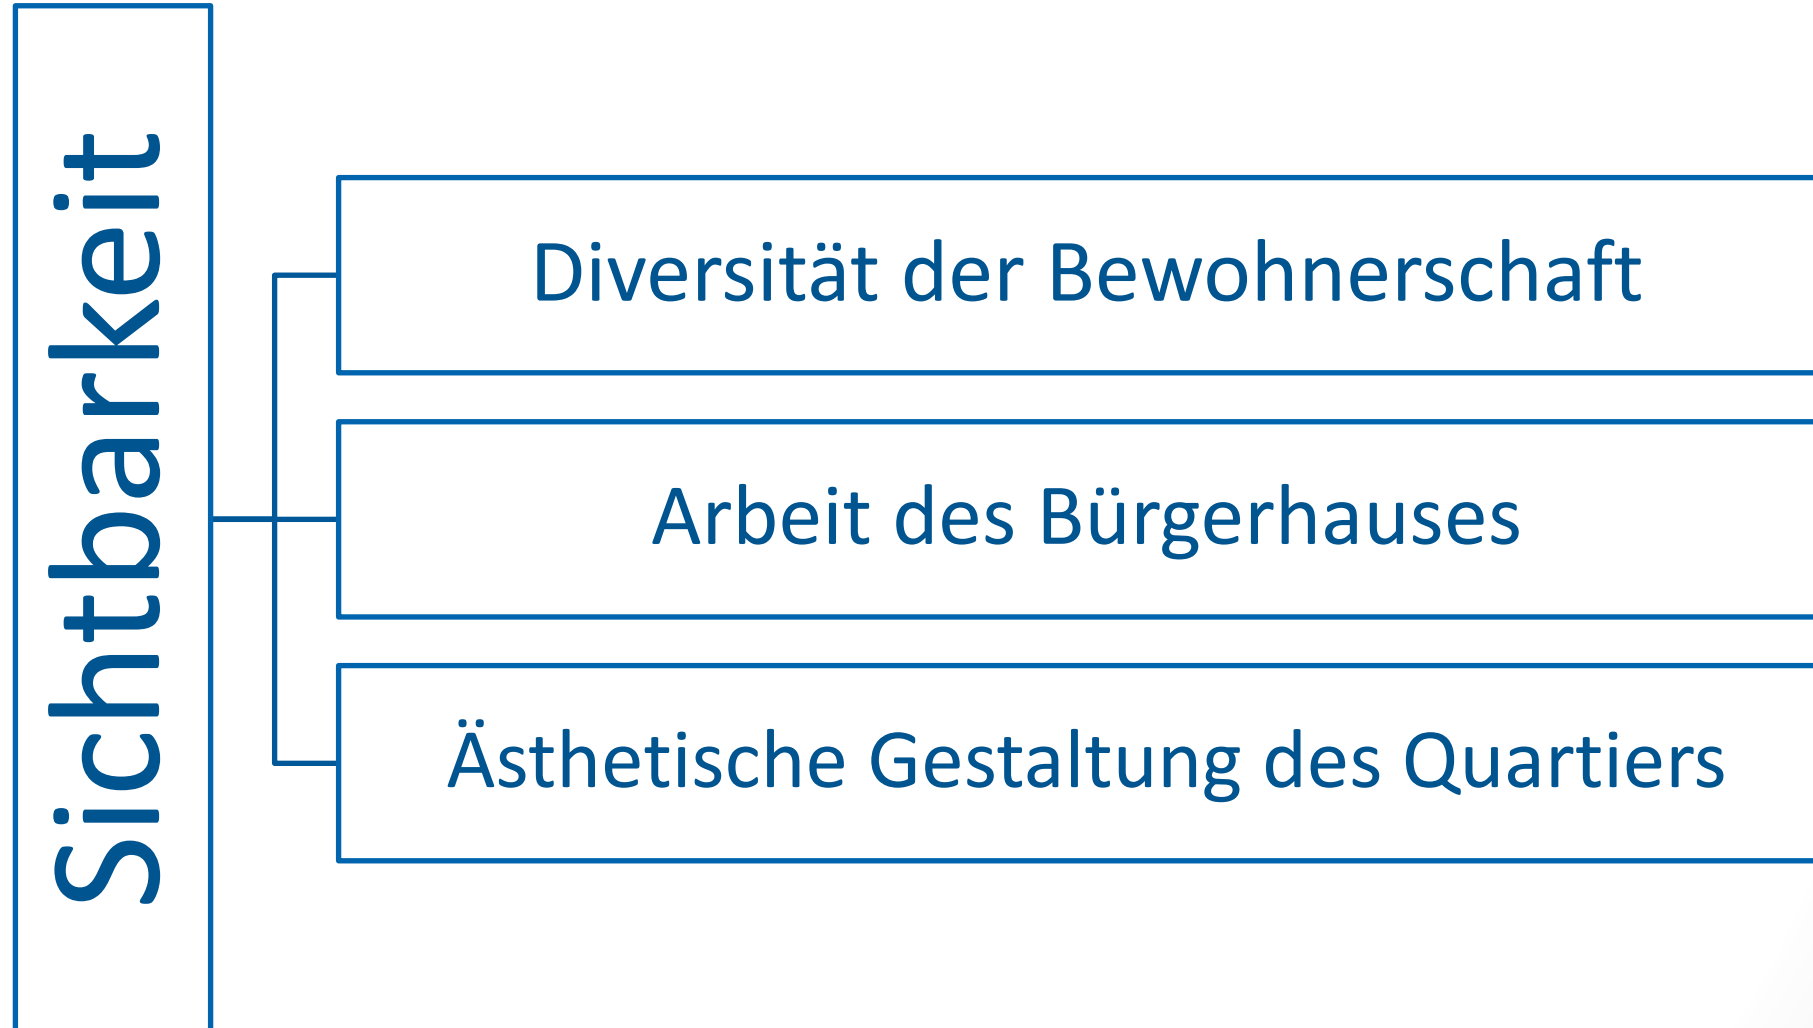 Sichtbarkeit
Diversität der Bewohnerschaft
Arbeit des Bürgerhauses
Ästhetische Gestaltung des Quartiers